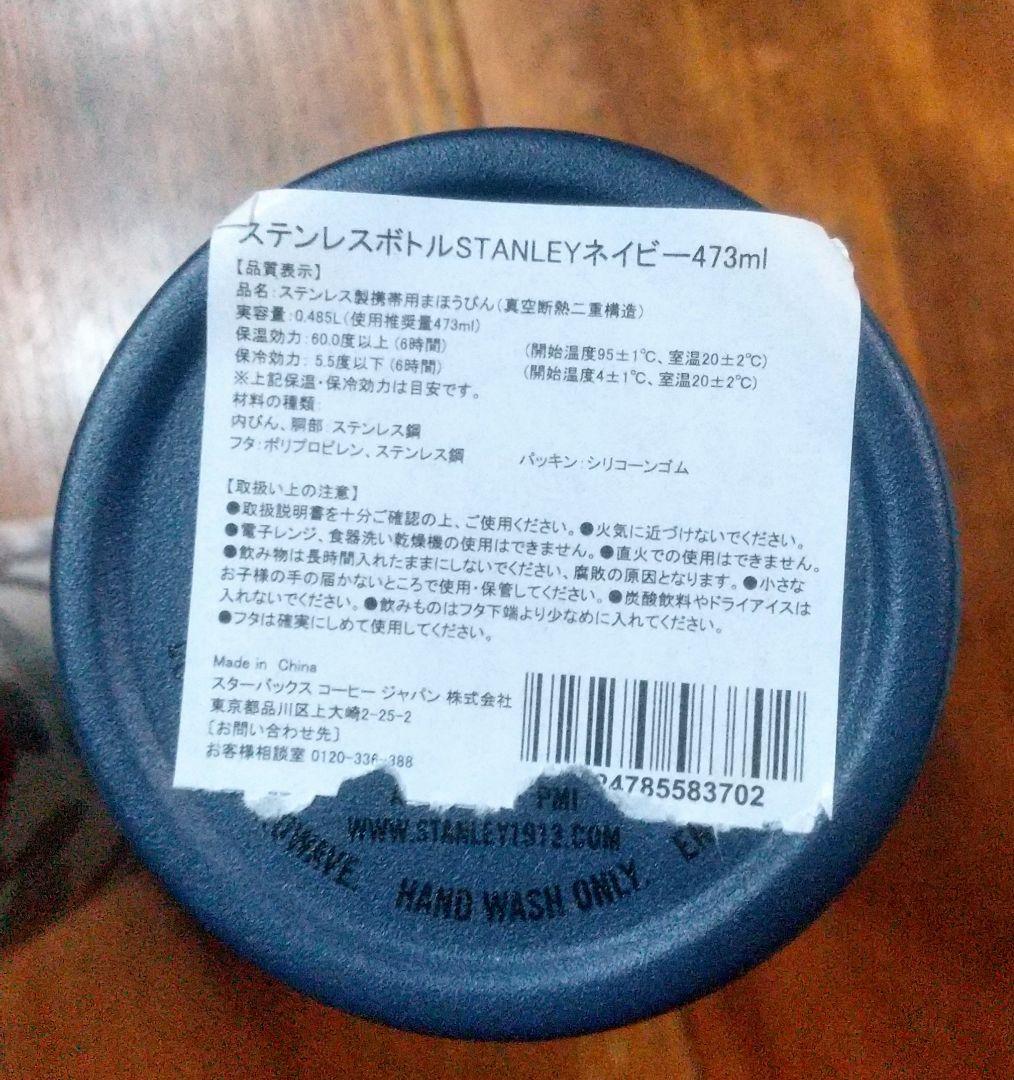 ステンレスボトルSTANLEYネイビー473ml
【品質表示】
品名:ステンレス製携帯用まほうびん(真空断熱二重構造)
実容量:0.485L(使用推奨量473ml)
保温効力:60.0度以上(6時間) (開始温度95±1℃、室温20±2℃)
保冷効力: 5.5度以下(6時間) (開始温度4±1℃、室温20±2℃)
※上記保温・保冷効力は目安です。
材料の種類:
内びん、胴部:ステンレス鋼
フタ:ポリプロピレン、ステンレス鋼 パッキン:シリコーンゴム
【取扱い上の注意】
●取扱説明書を十分ご確認の上、ご使用ください。●火気に近づけないでください。
●電子レンジ、食器洗い乾燥機の使用はできません。●直火での使用はできません。
●飲み物は長時間入れたままにしないでください、腐敗の原因となります。●小さな
お子様の手の届かないところで使用・保管してください。●炭酸飲料やドライアイスは
入れないでください。●飲みものはフタ下端より少なめに入れてください。
●フタは確実にしめて使用してください。
Made in China
スターバックス コーヒー ジャパン 株式会社
東京都品川区上大崎2-25-2
[お問い合わせ先]
お客様相談室 0120-336-388
4785583702
PMI
WWW.STANLEY1913.COM
HAND WASH ONLY.